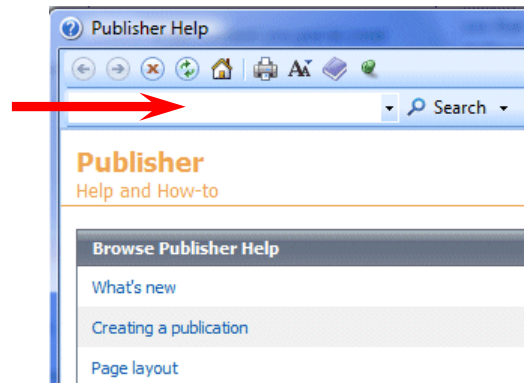 Publisher Help
Search
Publisher
Help and How-to
Browse Publisher Help
What's new
Creating a publication
Page layout